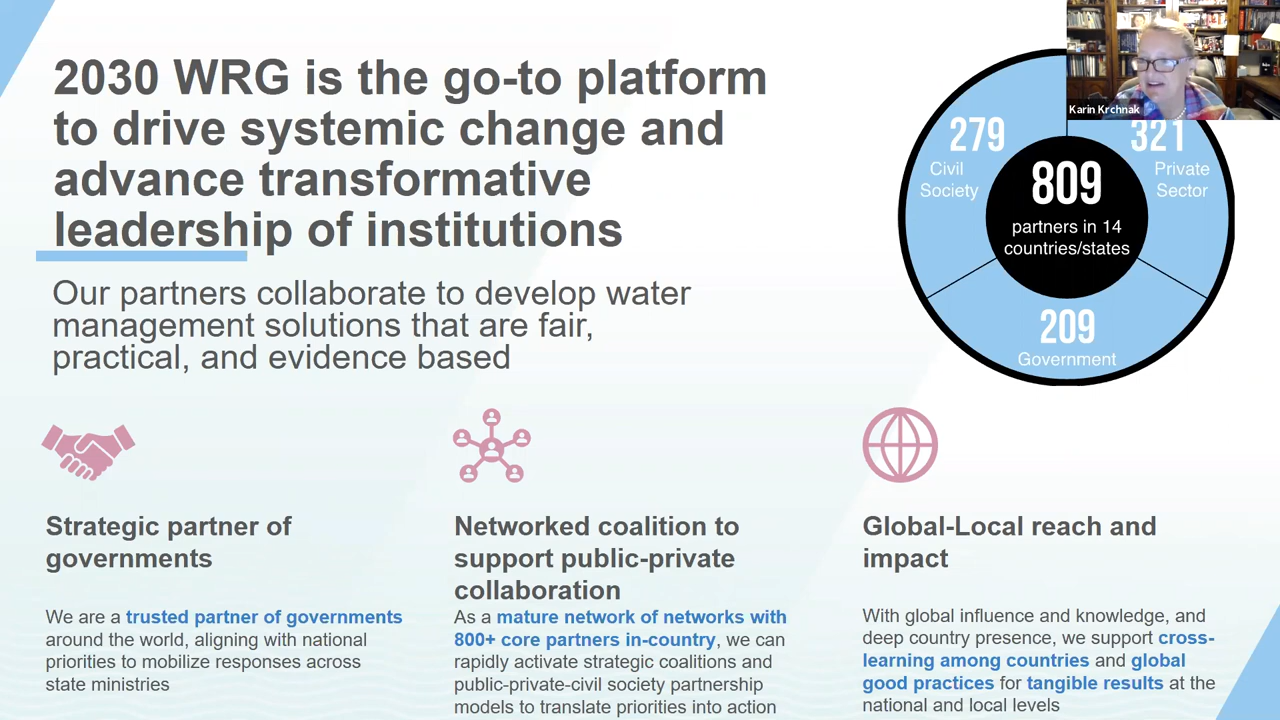 2030 WRG is the go-to platform
to drive systemic change and
advance transformative
leadership of institutions
Our partners collaborate to develop water
management solutions that are fair,
practical, and evidence based
Karin Krchnak
279
Civil
Society
321
Private
Sector
809
partners in 14
countries/states
209
Government
Strategic partner of
governments
We are a trusted partner of governments
around the world, aligning with national
priorities to mobilize responses across
state ministries
Networked coalition to
support public-private
collaboration
As a mature network of networks with
800+ core partners in-country, we can
rapidly activate strategic coalitions and
public-private-civil society partnership
models to translate priorities into action
Global-Local reach and
impact
With global influence and knowledge, and
deep country presence, we support cross-
learning among countries and global
good practices for tangible results at the
national and local levels